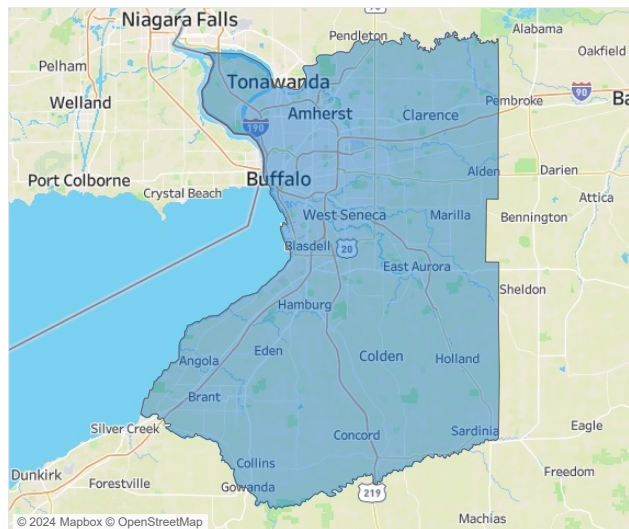 Niagara Falls
Pendleton
Alabama
Oakfield
Pelham
Tonawanda
Welland
Amherst
Clarence
Pembroke
90
190
Port Colborne
Crystal Beach
Buffalo
Alden
Darien
Attica
West Seneca
Marilla
Bennington
Blasdell
20
East Aurora
Sheldon
Hamburg
Angola
Eden
Colden
Holland
Brant
Silver Creek
Concord
Sardinia
Eagle
Dunkirk
Forestville
Collins
Gowanda
219
Freedom
Machias
© 2024 Mapbox © OpenStreetMap